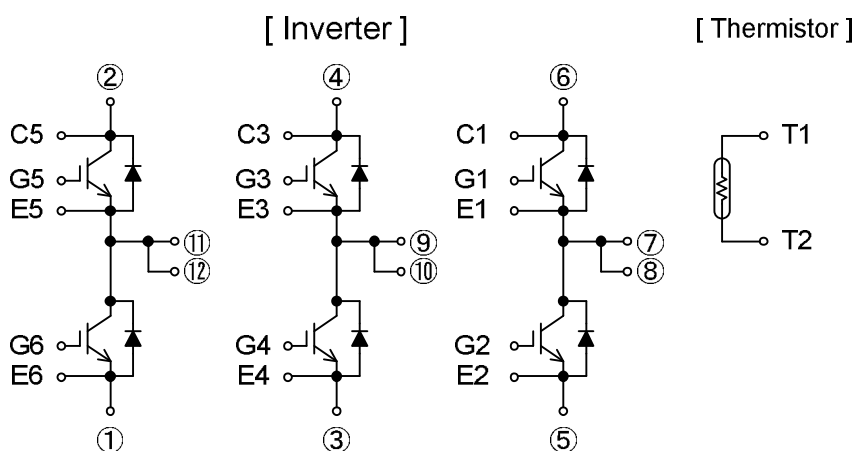 [ Inverter ]
[ Thermistor ]
② ④ ⑥
C5 C3 C1 T1
G5 G3 G1
E5 E3 E1
⑪ ⑨ ⑦ T2
⑫ ⑩ ⑧
G6 G4 G2
E6 E4 E2
① ③ ⑤